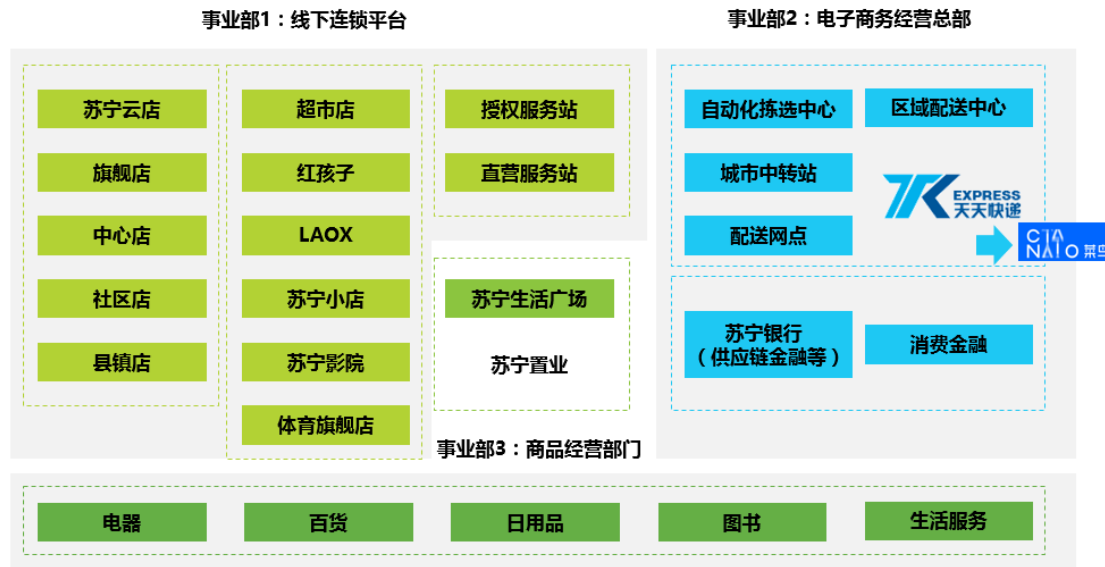 事业部1：线下连锁平台
苏宁云店
旗舰店
中心店
社区店
县镇店
超市店
红孩子
LAOX
苏宁小店
苏宁影院
体育旗舰店
授权服务站
直营服务站
苏宁生活广场
苏宁置业
事业部2：电子商务经营总部
自动化拣选中心
区域配送中心
城市中转站
配送网点
TTK
EXPRESS
天天快递
CAI
NIAO 菜鸟
苏宁银行
（供应链金融等）
消费金融
事业部3：商品经营部门
电器
百货
日用品
图书
生活服务